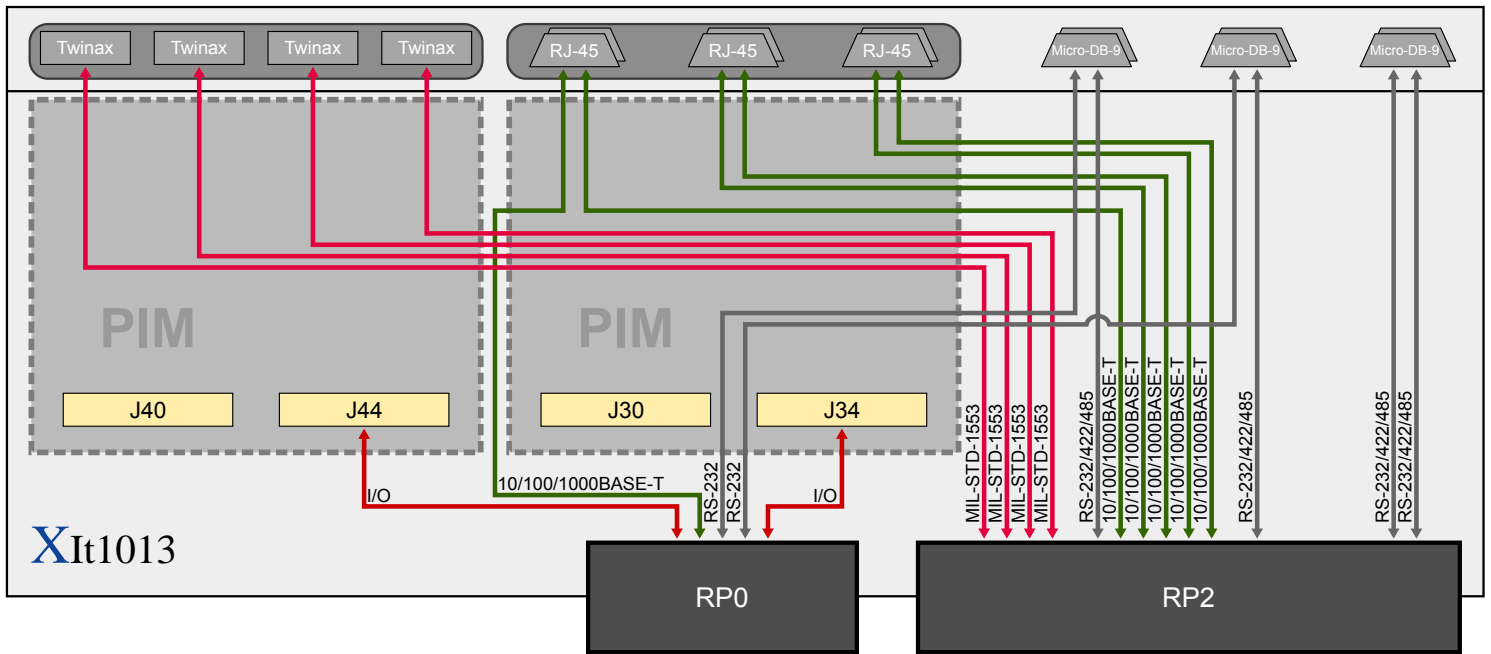 Twinax
Twinax
Twinax
Twinax
RJ-45
RJ-45
RJ-45
Micro-DB-9
Micro-DB-9
Micro-DB-9
PIM
PIM
J40
J44
J30
J34
I/O
10/100/1000BASE-T
RS-232
RS-232
I/O
MIL-STD-1553
MIL-STD-1553
MIL-STD-1553
MIL-STD-1553
RS-232/422/485
10/100/1000BASE-T
10/100/1000BASE-T
10/100/1000BASE-T
10/100/1000BASE-T
10/100/1000BASE-T
RS-232/422/485
RS-232/422/485
RS-232/422/485
XIt1013
RP0
RP2